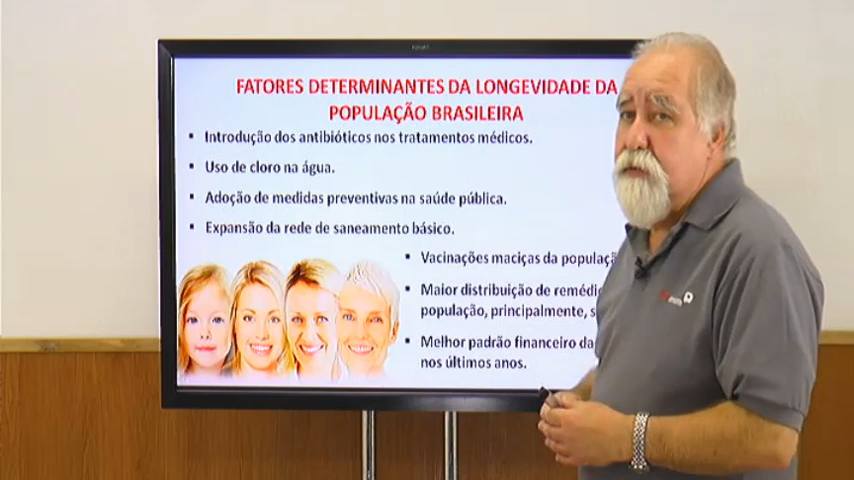 FATORES DETERMINANTES DA LONGEVIDADE DA
POPULAÇÃO BRASILEIRA
▪ Introdução dos antibióticos nos tratamentos médicos.
▪ Uso de cloro na água.
▪ Adoção de medidas preventivas na saúde pública.
▪ Expansão da rede de saneamento básico.
▪ Vacinações maciças da
▪ Maior distribuição de
população, principalmente,
▪ Melhor padrão financeiro da
nos últimos anos.